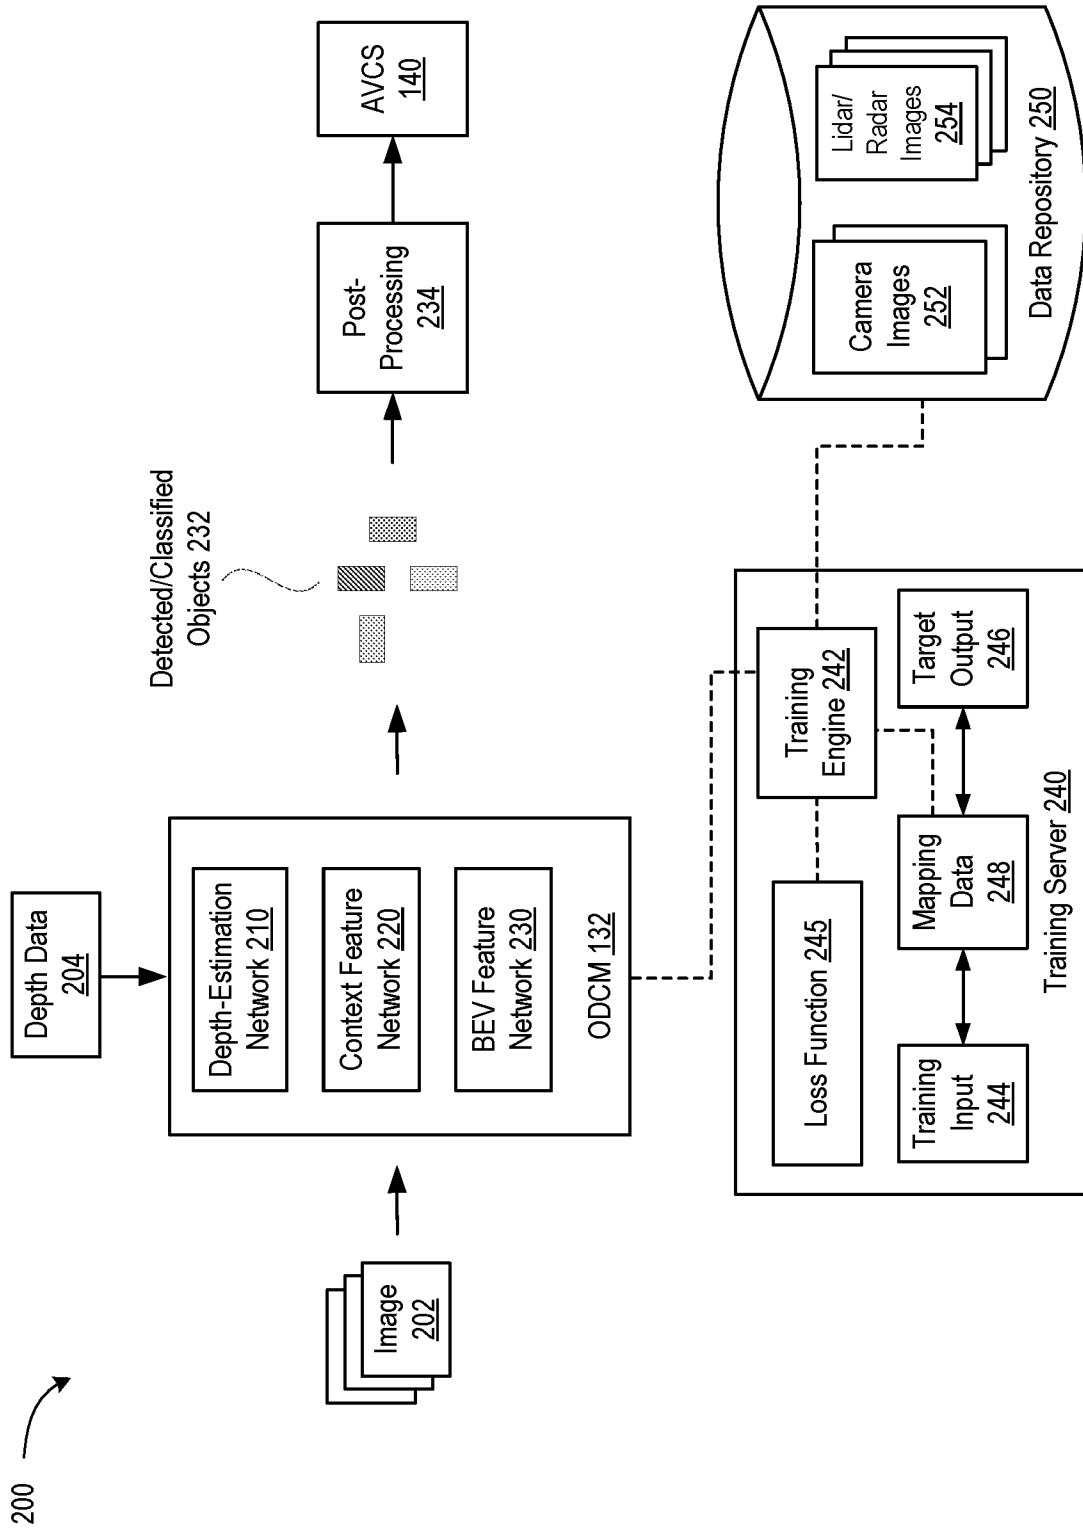 200
Image
202
Depth Data
204
Depth-Estimation
Network 210
Context Feature
Network 220
BEV Feature
Network 230
ODCM 132
Detected/Classified
Objects 232
Post-
Processing
234
AVCS
140
Training
Engine 242
Loss Function 245
Training
Input
244
Mapping
Data
248
Target
Output
246
Training Server 240
Camera
Images
252
Lidar/
Radar
Images
254
Data Repository 250